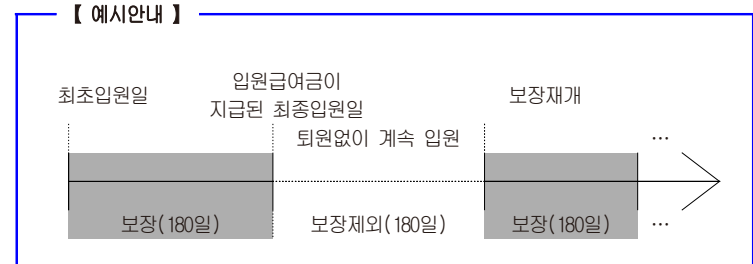 【 예시안내 】
최초입원일
입원급여금이
지급된 최종입원일
퇴원없이 계속 입원
보장재개
…
보장(180일)
보장제외(180일)
보장(180일)
…